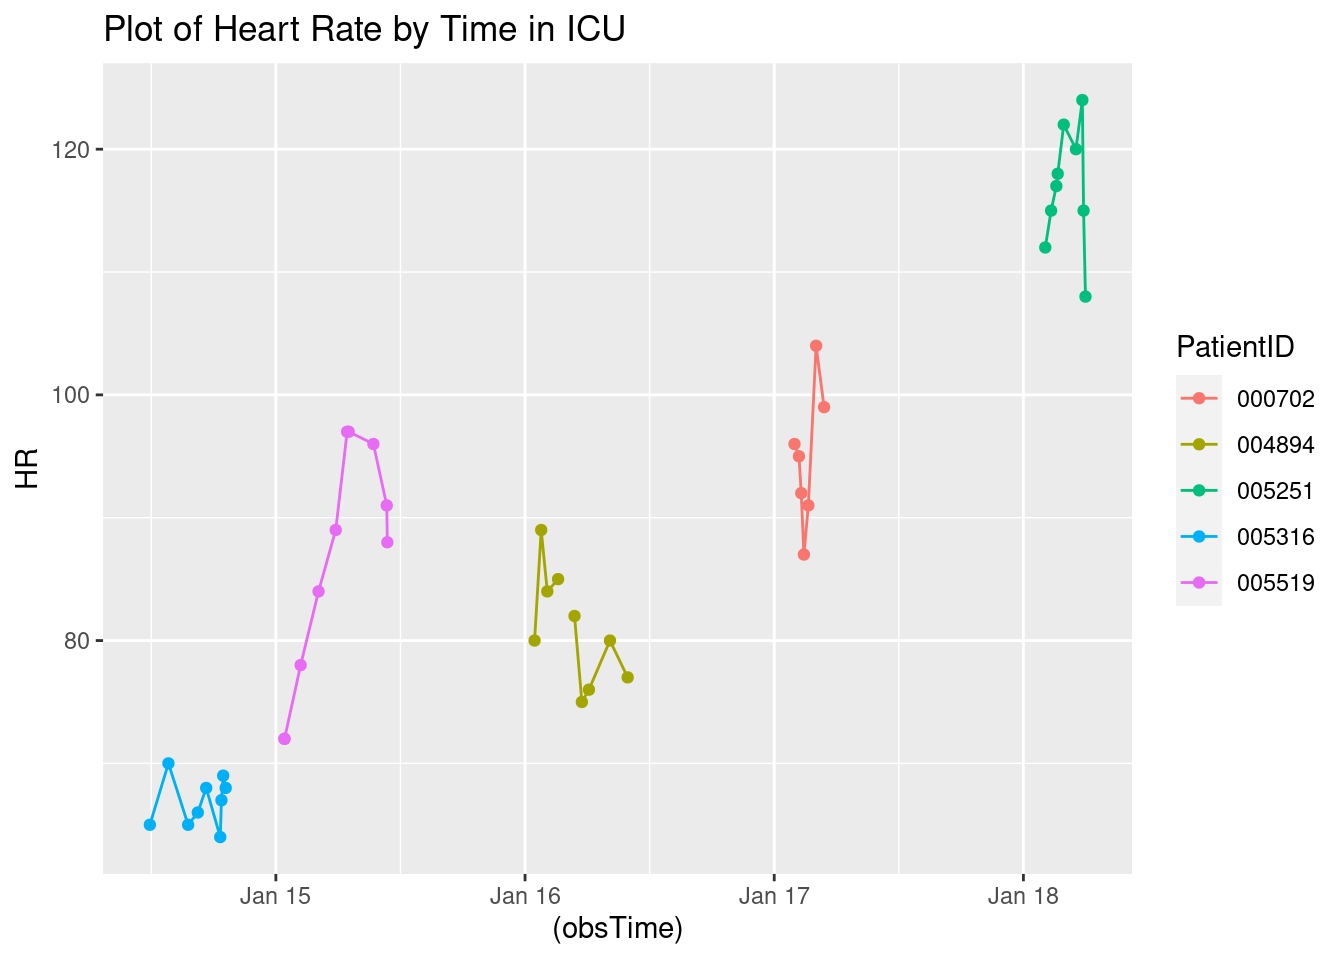 Plot of Heart Rate by Time in ICU
120
100
80
HR
Jan 15
Jan 16
Jan 17
Jan 18
(obsTime)
PatientID
000702
004894
005251
005316
005519